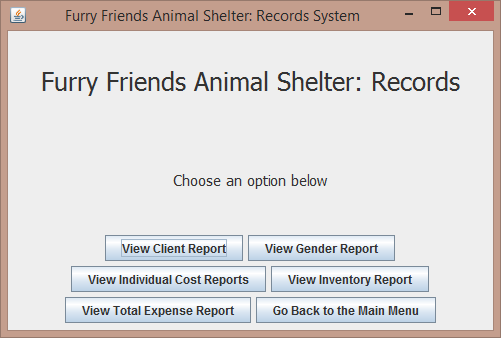 Furry Friends Animal Shelter: Records System
Furry Friends Animal Shelter: Records
Choose an option below
View Client Report View Gender Report
View Individual Cost Reports View Inventory Report
View Total Expense Report Go Back to the Main Menu